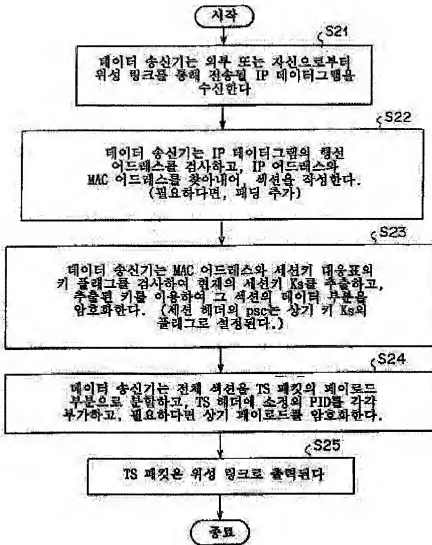 시작
S21
데이터 송신기는 외부 또는 자신으로부터
위성 링크를 통해 전송될 IP 데이터그램을
수신한다
S22
데이터 송신기는 IP 데이터그램의 행선
어드레스를 검사하고, IP 어드레스와
MAC 어드레스를 찾아내어, 섹션을 작성한다.
(필요하다면, 패딩 추가)
S23
데이터 송신기는 MAC 어드레스와 세션키 대응표의
키 플래그를 검사하여 현재의 세션키 Ks를 추출하고,
추출된 키를 이용하여 그 섹션의 데이터 부분을
암호화한다. (세션 헤더의 psc는 상기 키 Ks의
플래그로 설정된다.)
S24
데이터 송신기는 전체 섹션을 TS 패킷의 페이로드
부분으로 분할하고, TS 헤더에 소정의 PID를 각각
부가하고, 필요하다면 상기 페이로드를 암호화한다.
S25
TS 패킷은 위성 링크로 출력된다
종료